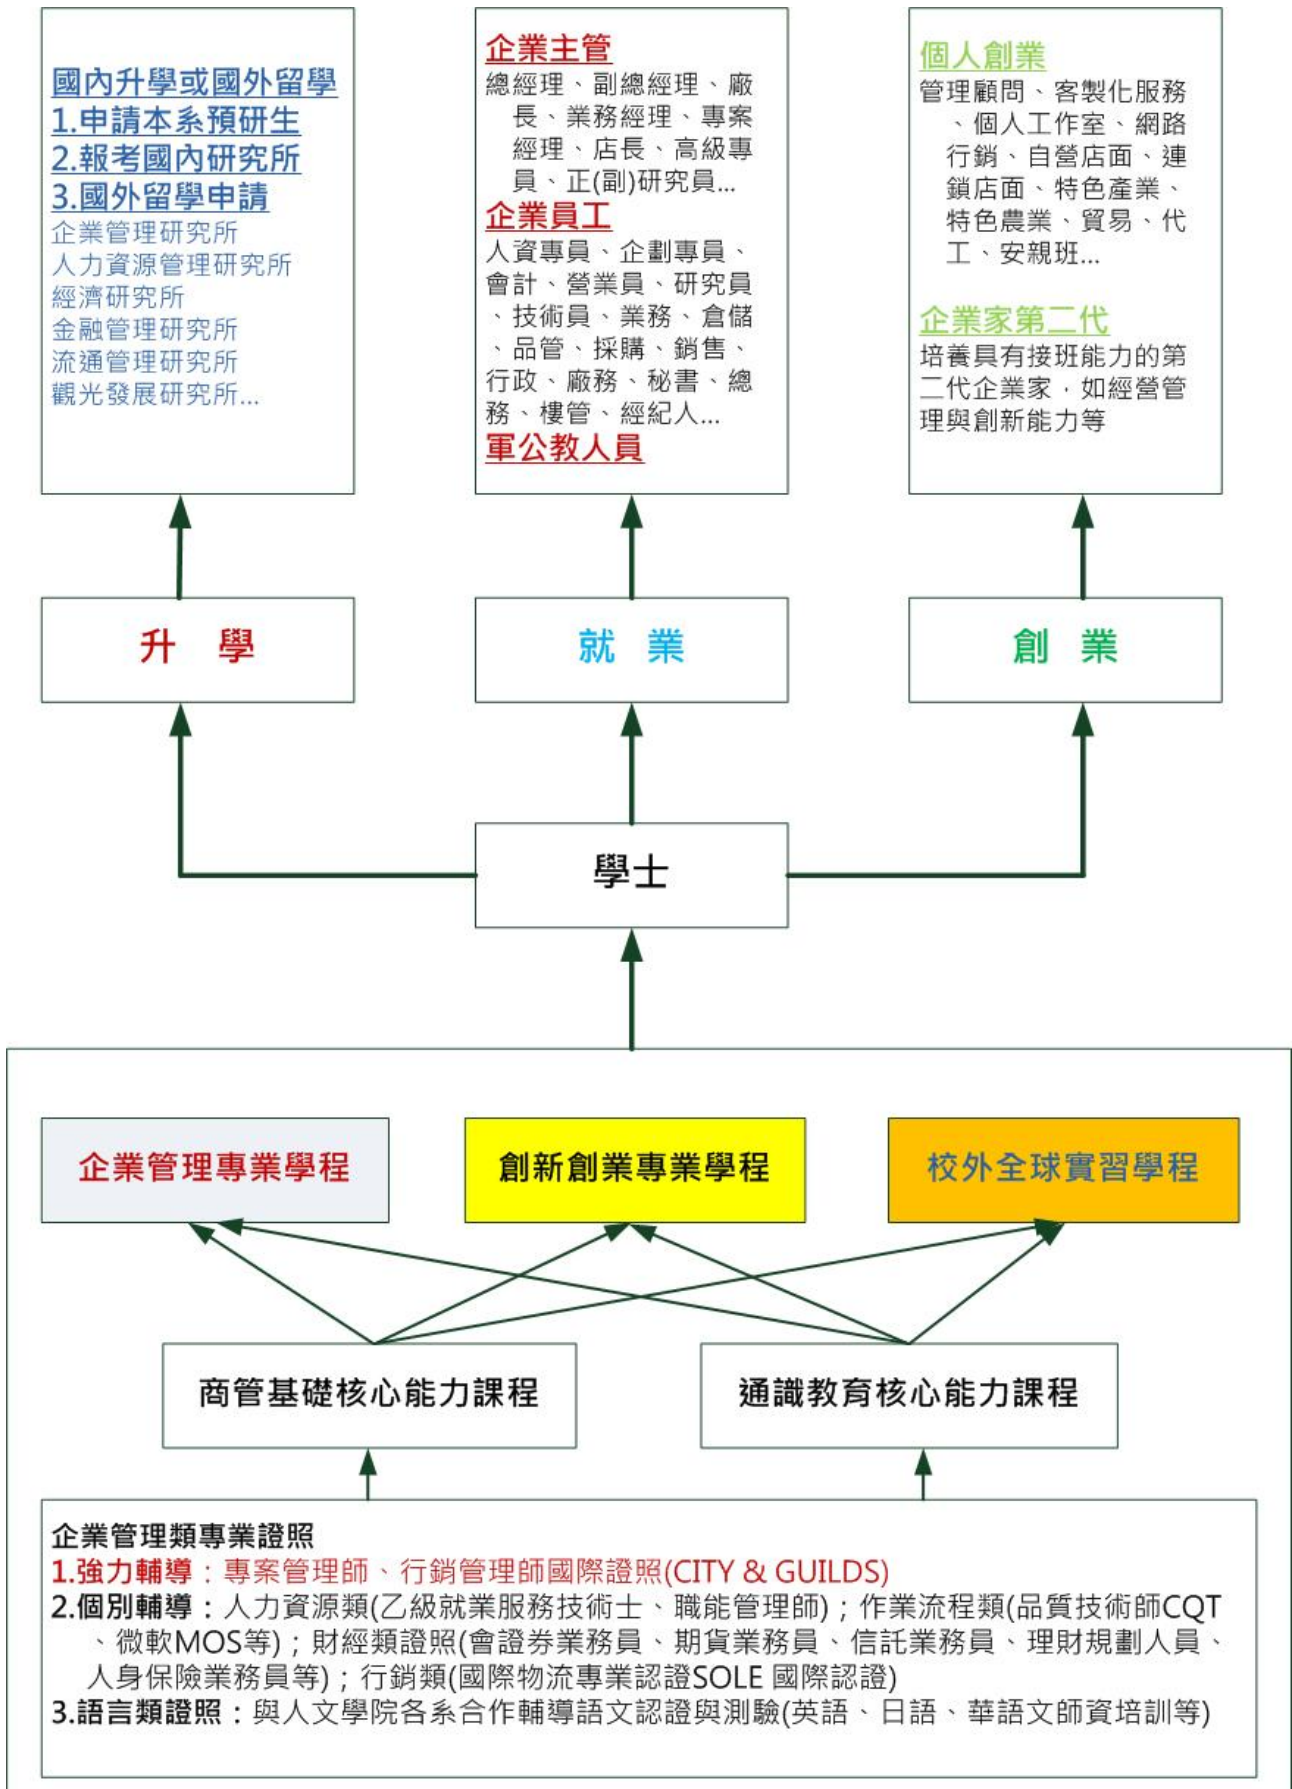 國內升學或國外留學
1.申請本系預研生
2.報考國內研究所
3.國外留學申請
企業管理研究所
人力資源管理研究所
經濟研究所
金融管理研究所
流通管理研究所
觀光發展研究所...
企業主管
總經理、副總經理、廠
長、業務經理、專案
經理、店長、高級專
員、正(副)研究員...
企業員工
人資專員、企劃專員、
會計、營業員、研究員
、技術員、業務、倉儲
、品管、採購、銷售、
行政、廠務、秘書、總
務、樓管、經紀人...
軍公教人員
個人創業
管理顧問、客製化服務
、個人工作室、網路
行銷、自營店面、連
鎖店面、特色產業、
特色農業、貿易、代
工、安親班...
企業家第二代
培養具有接班能力的第
二代企業家，如經營管
理與創新能力等
升 學
就 業
創 業
學士
企業管理專業學程
創新創業專業學程
校外全球實習學程
商管基礎核心能力課程
通識教育核心能力課程
企業管理類專業證照
1.強力輔導：專案管理師、行銷管理師國際證照(CITY & GUILDS)
2.個別輔導：人力資源類(乙級就業服務技術士、職能管理師)；作業流程類(品質技術師CQT
、微軟MOS等)；財經類證照(會證券業務員、期貨業務員、信託業務員、理財規劃人員、
人身保險業務員等)；行銷類(國際物流專業認證SOLE 國際認證)
3.語言類證照：與人文學院各系合作輔導語文認證與測驗(英語、日語、華語文師資培訓等)